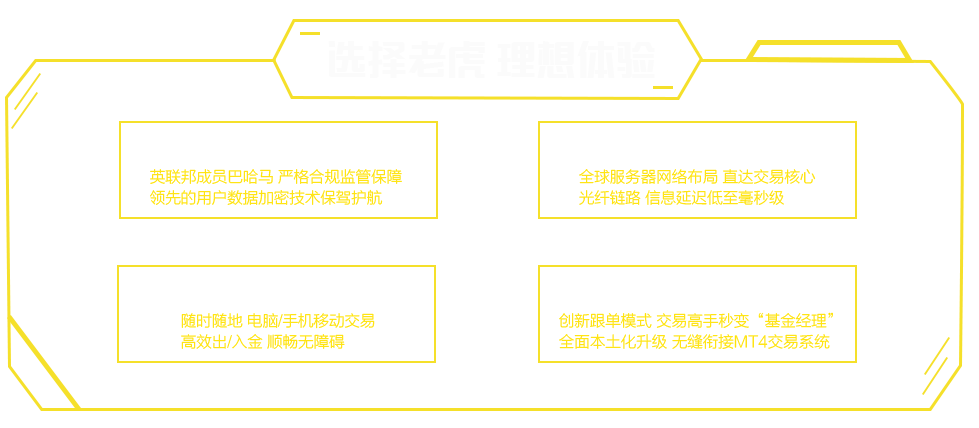 选择老虎 理想体验
英联邦成员巴哈马 严格合规监管保障
领先的用户数据加密技术保驾护航
全球服务器网络布局 直达交易核心
光纤链路 信息延迟低至毫秒级
随时随地 电脑/手机移动交易
高效出/入金 顺畅无障碍
创新跟单模式 交易高手秒变“基金经理”
全面本土化升级 无缝衔接MT4交易系统